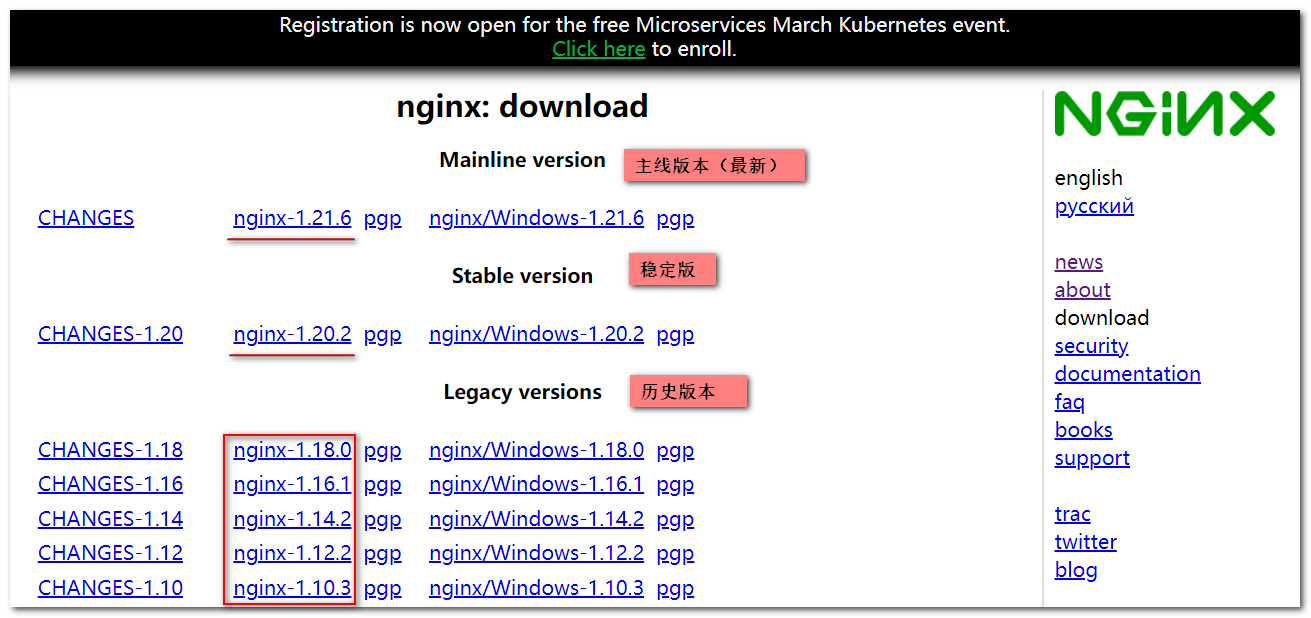 Registration is now open for the free Microservices March Kubernetes event.
Click here to enroll.
nginx: download
Mainline version 主线版本（最新）
CHANGES nginx-1.21.6 pgp nginx/Windows-1.21.6 pgp
Stable version 稳定版
CHANGES-1.20 nginx-1.20.2 pgp nginx/Windows-1.20.2 pgp
Legacy versions 历史版本
CHANGES-1.18 nginx-1.18.0 pgp nginx/Windows-1.18.0 pgp
CHANGES-1.16 nginx-1.16.1 pgp nginx/Windows-1.16.1 pgp
CHANGES-1.14 nginx-1.14.2 pgp nginx/Windows-1.14.2 pgp
CHANGES-1.12 nginx-1.12.2 pgp nginx/Windows-1.12.2 pgp
CHANGES-1.10 nginx-1.10.3 pgp nginx/Windows-1.10.3 pgp
NGINX
english
русский
news
about
download
security
documentation
faq
books
support
trac
twitter
blog